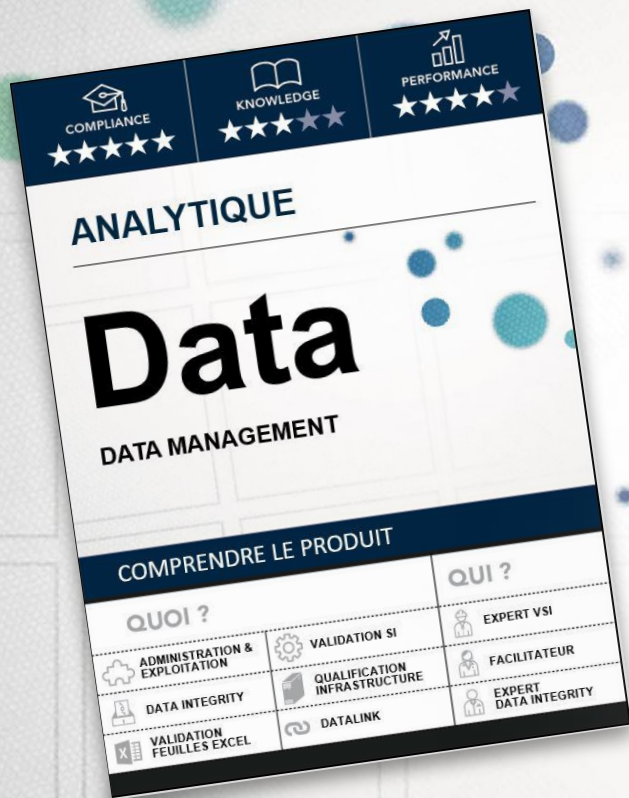 COMPLIANCE
KNOWLEDGE
PERFORMANCE
ANALYTIQUE
Data
DATA MANAGEMENT
COMPRENDRE LE PRODUIT
QUOI ?
QUI ?
ADMINISTRATION &
EXPLOITATION
VALIDATION SI
EXPERT VSI
DATA INTEGRITY
QUALIFICATION
INFRASTRUCTURE
FACILITATEUR
VALIDATION
FEUILLES EXCEL
DATALINK
EXPERT
DATA INTEGRITY